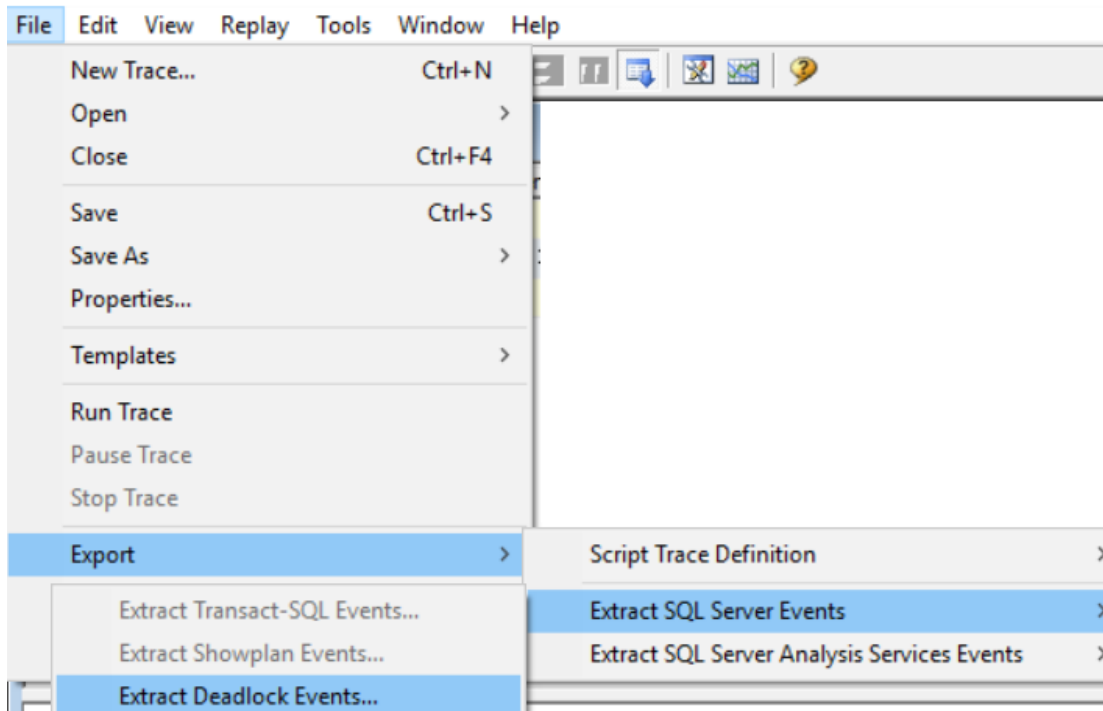 File Edit View Replay Tools Window Help
New Trace... Ctrl+N
Open
Close Ctrl+F4
Save Ctrl+S
Save As
Properties...
Templates
Run Trace
Pause Trace
Stop Trace
Export
Script Trace Definition
Extract SQL Server Events
Extract SQL Server Analysis Services Events
Extract Transact-SQL Events...
Extract Showplan Events...
Extract Deadlock Events...